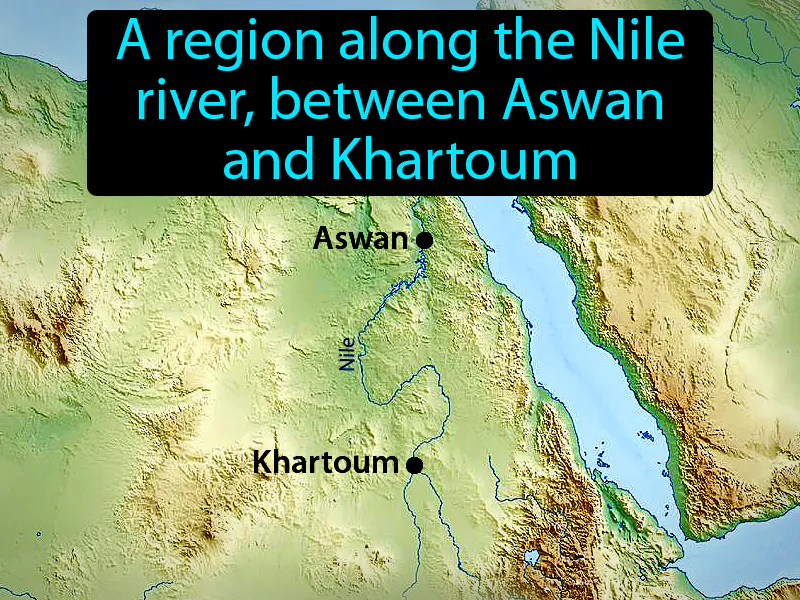 A region along the Nile
river, between Aswan
and Khartoum
Aswan
Nile
Khartoum